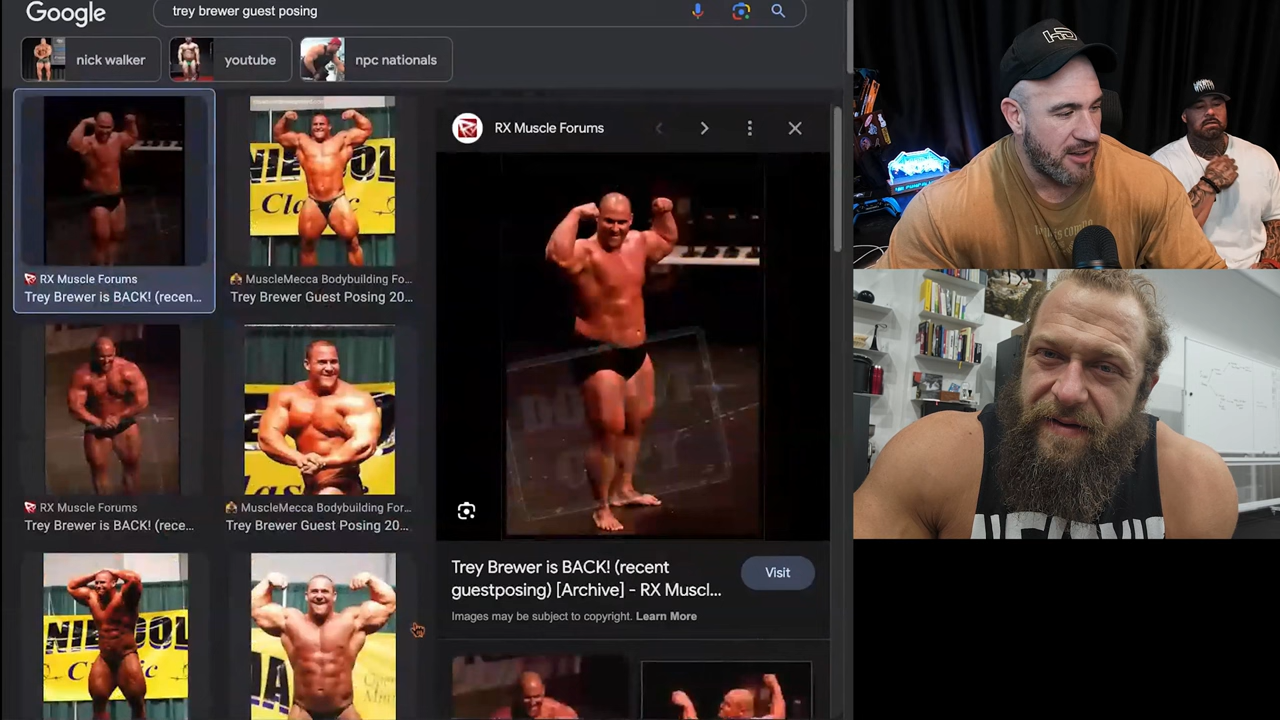 Google
trey brewer guest posing
nick walker
youtube
npc nationals
RX Muscle Forums
Trey Brewer is BACK! (recen...
MuscleMecca Bodybuilding Fo...
Trey Brewer Guest Posing 20...
RX Muscle Forums
Trey Brewer is BACK! (rece...
MuscleMecca Bodybuilding For...
Trey Brewer Guest Posing 20...
RX Muscle Forums
Trey Brewer is BACK! (recent
guestposing) [Archive] - RX Muscl...
Visit
Images may be subject to copyright. Learn More
Classic
HD